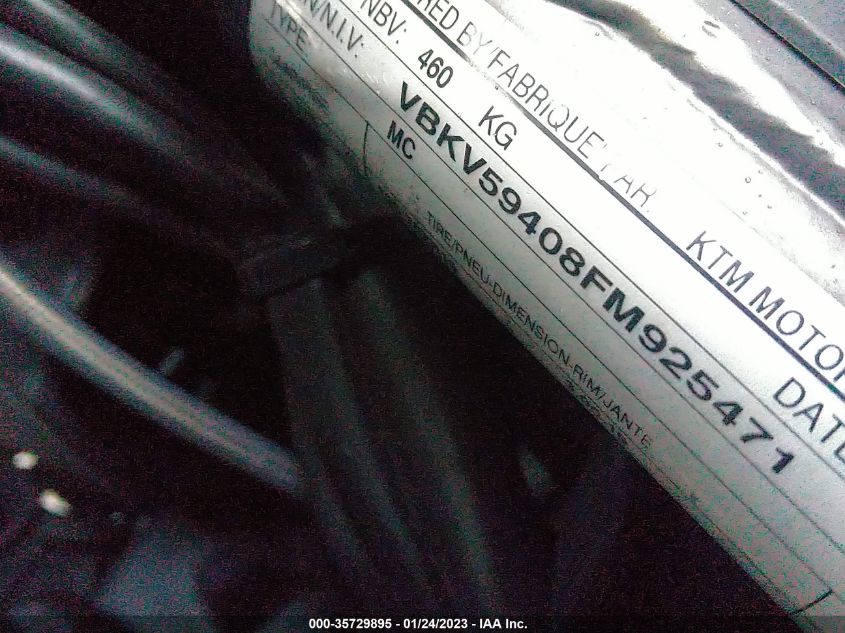 RED BY/FABRIQUE PAR: KTM MOTOR
NBV: 460 KG DATE
N/N.I.V: VBKV59408FM925471
TYPE MC
TIRE/PNEU-DIMENSION-RIM/JANTE
000-35729895 - 01/24/2023 - © IAA Inc.